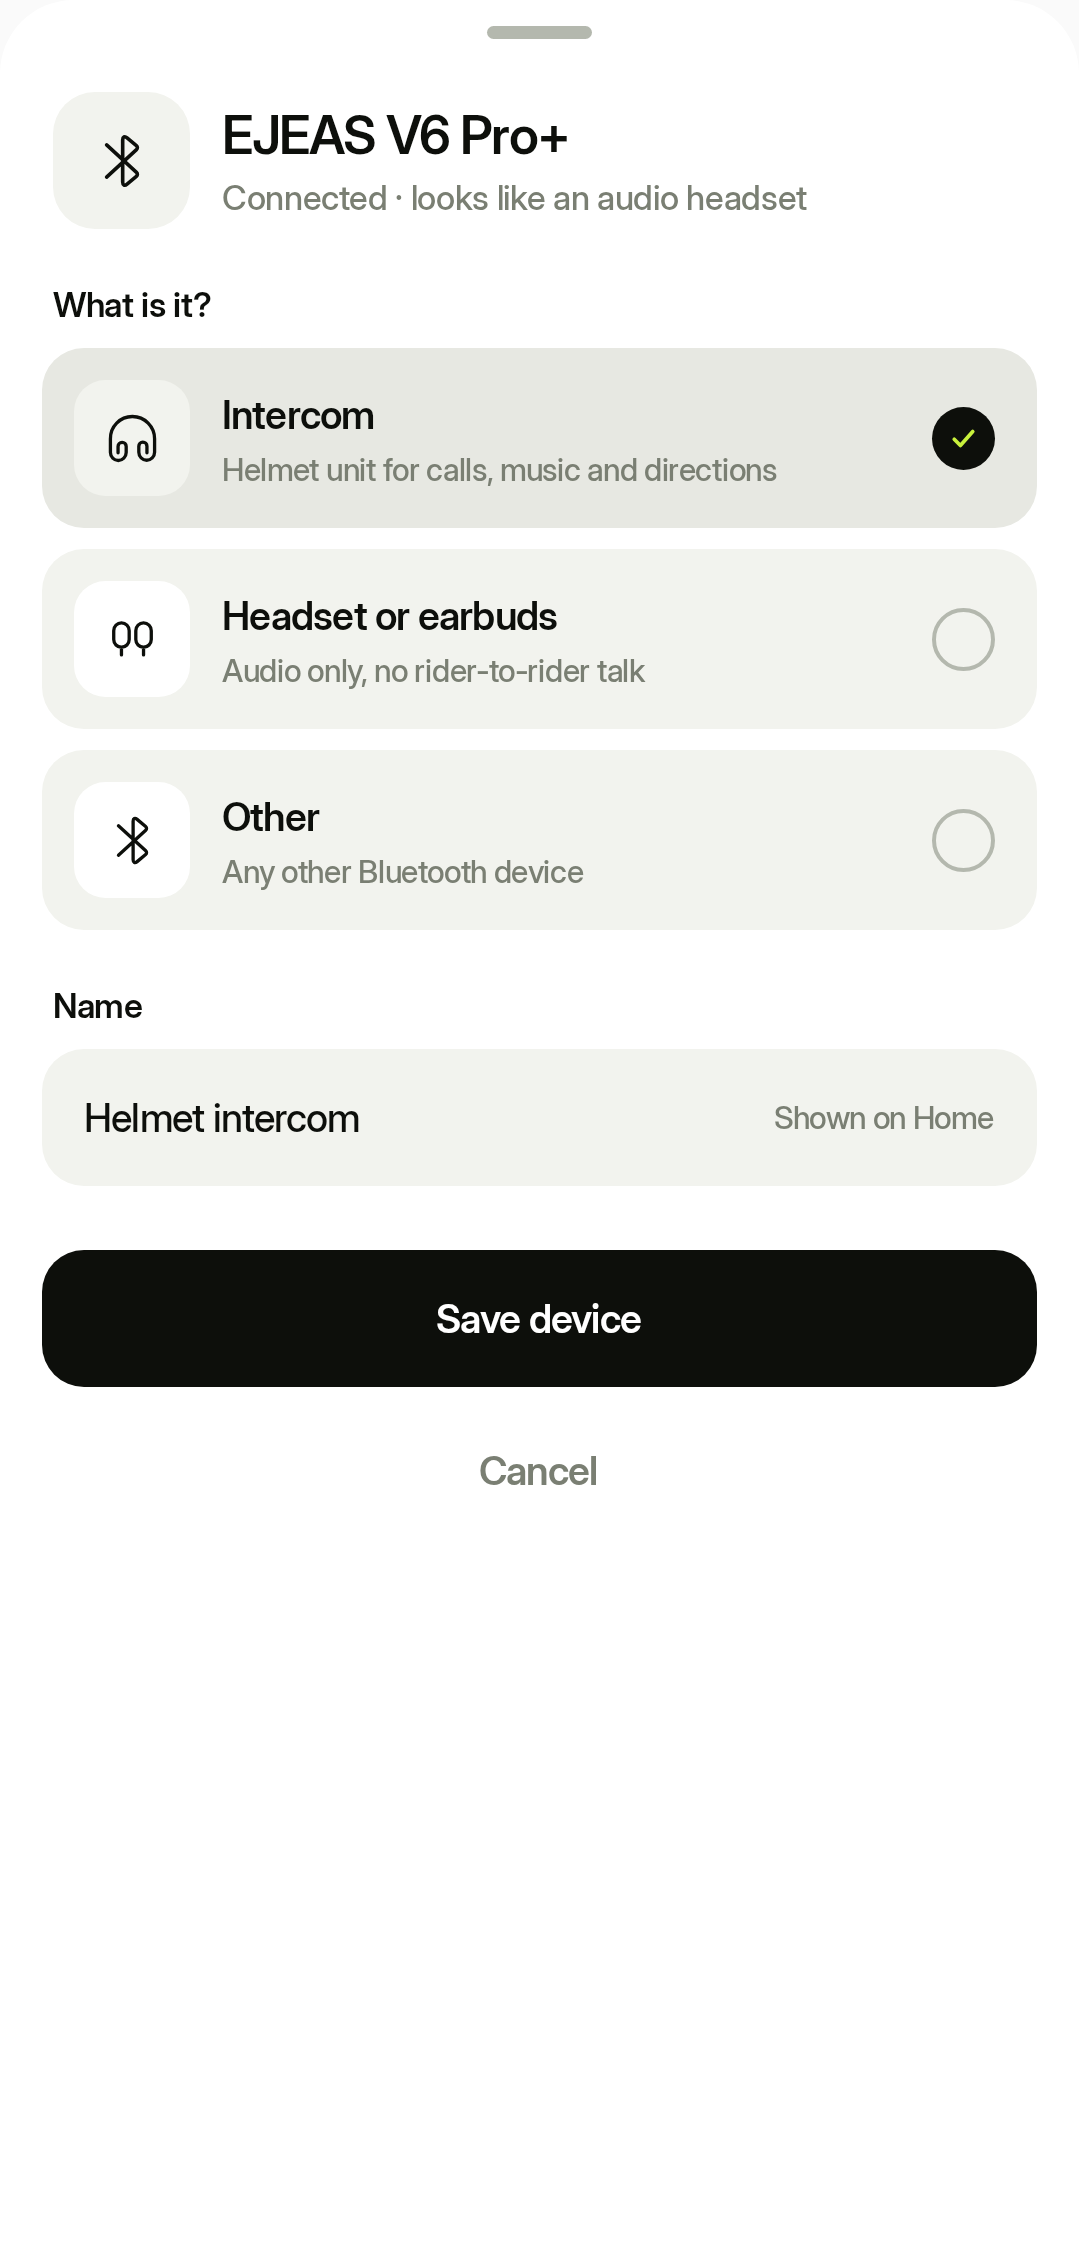 EJEAS V6 Pro+
Connected · looks like an audio headset
What is it?
Intercom
Helmet unit for calls, music and directions
Headset or earbuds
Audio only, no rider-to-rider talk
Other
Any other Bluetooth device
Name
Helmet intercom
Shown on Home
Save device
Cancel